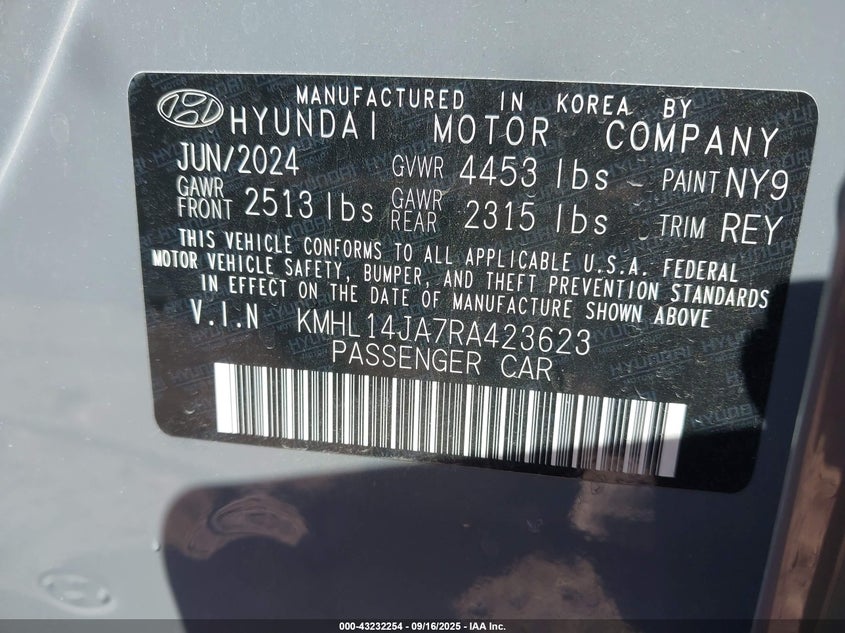 MANUFACTURED IN KOREA BY
HYUNDAI MOTOR COMPANY
JUN/2024 GVWR 4453 lbs PAINT NY9
GAWR FRONT 2513 lbs GAWR REAR 2315 lbs TRIM REY
THIS VEHICLE CONFORMS TO ALL APPLICABLE U.S.A. FEDERAL
MOTOR VEHICLE SAFETY, BUMPER, AND THEFT PREVENTION STANDARDS
IN EFFECT ON THE DATE OF MANUFACTURE SHOWN ABOVE
V.I.N KMHL14JA7RA423623
PASSENGER CAR
000-43232254 - 09/16/2025 - IAA Inc.